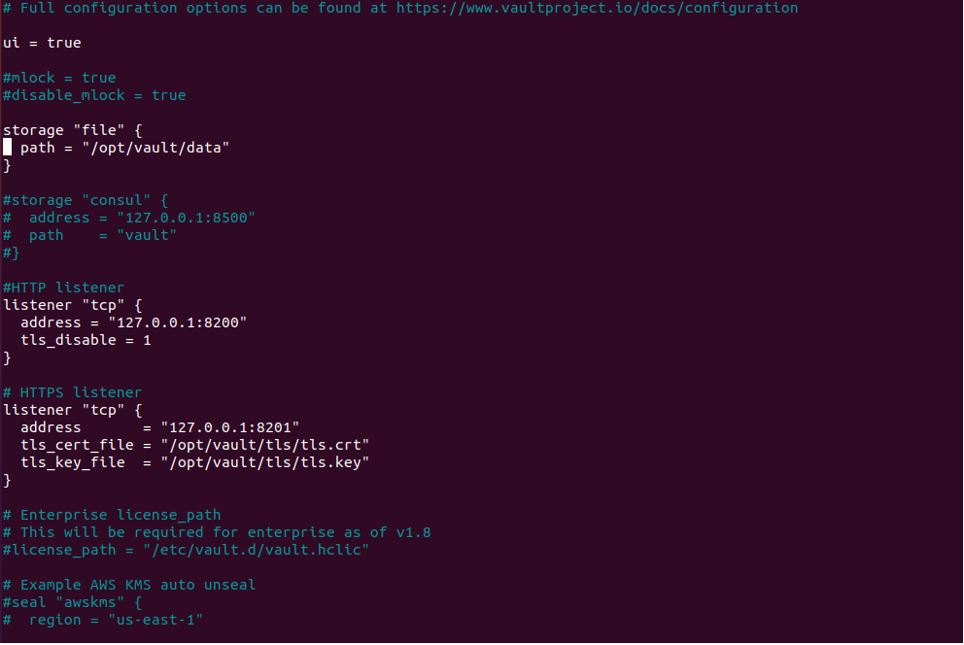 # Full configuration options can be found at https://www.vaultproject.io/docs/configuration
ui = true
#mlock = true
#disable_mlock = true
storage "file" {
  path = "/opt/vault/data"
}
#storage "consul" {
#  address = "127.0.0.1:8500"
#  path    = "vault"
#}
#HTTP listener
listener "tcp" {
  address = "127.0.0.1:8200"
  tls_disable = 1
}
# HTTPS listener
listener "tcp" {
  address       = "127.0.0.1:8201"
  tls_cert_file = "/opt/vault/tls/tls.crt"
  tls_key_file  = "/opt/vault/tls/tls.key"
}
# Enterprise license_path
# This will be required for enterprise as of v1.8
#license_path = "/etc/vault.d/vault.hclic"
# Example AWS KMS auto unseal
#seal "awskms" {
#  region = "us-east-1"